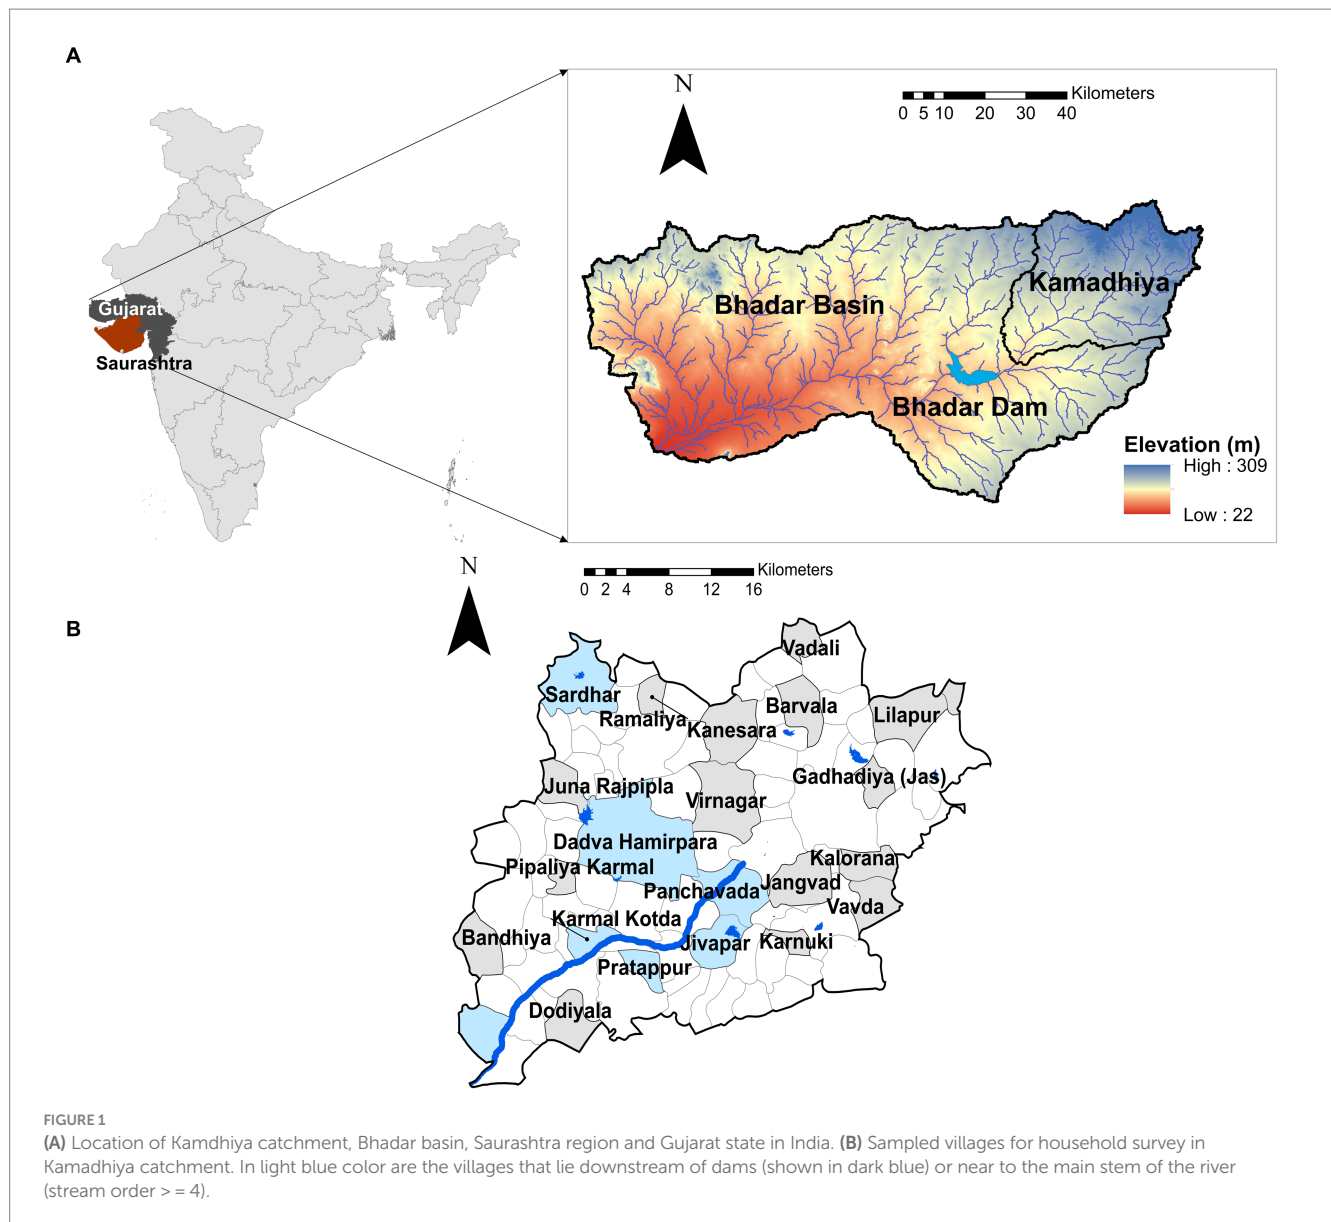 A
Gujarat
Saurashtra
N
Kilometers
0 5 10 20 30 40
Kamadhiya
Bhadar Basin
Bhadar Dam
Elevation (m)
High : 309
Low : 22
B
N
Kilometers
0 2 4 8 12 16
Vadali
Sardhar
Ramaliya
Barvala
Lilapur
Kanesara
Gadhadiya (Jas)
Juna Rajpipla
Virnagar
Dadva Hamirpara
Kalorana
Pipaliya Karmal
Panchavada
Jangvad
Vavda
Karmal Kotda
Bandhiya
Jivapar
Karnuki
Pratappur
Dodiyala
FIGURE 1
(A) Location of Kamdhiya catchment, Bhadar basin, Saurashtra region and Gujarat state in India. (B) Sampled villages for household survey in
Kamadhiya catchment. In light blue color are the villages that lie downstream of dams (shown in dark blue) or near to the main stem of the river
(stream order > = 4).